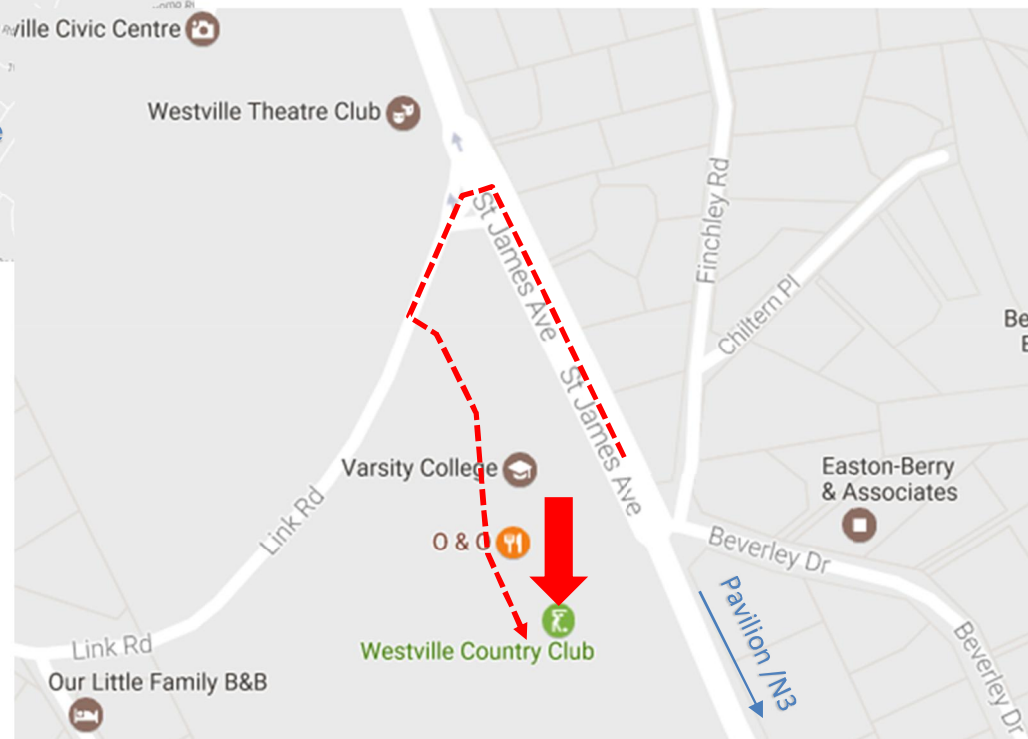 ville Civic Centre
Westville Theatre Club
St James Ave
Finchley Rd
Chiltern Pl
St James Ave
Varsity College
Easton-Berry
& Associates
Link Rd
O &
Beverley Dr
Pavilion /N3
Westville Country Club
Link Rd
Beverley Dr
Our Little Family B&B